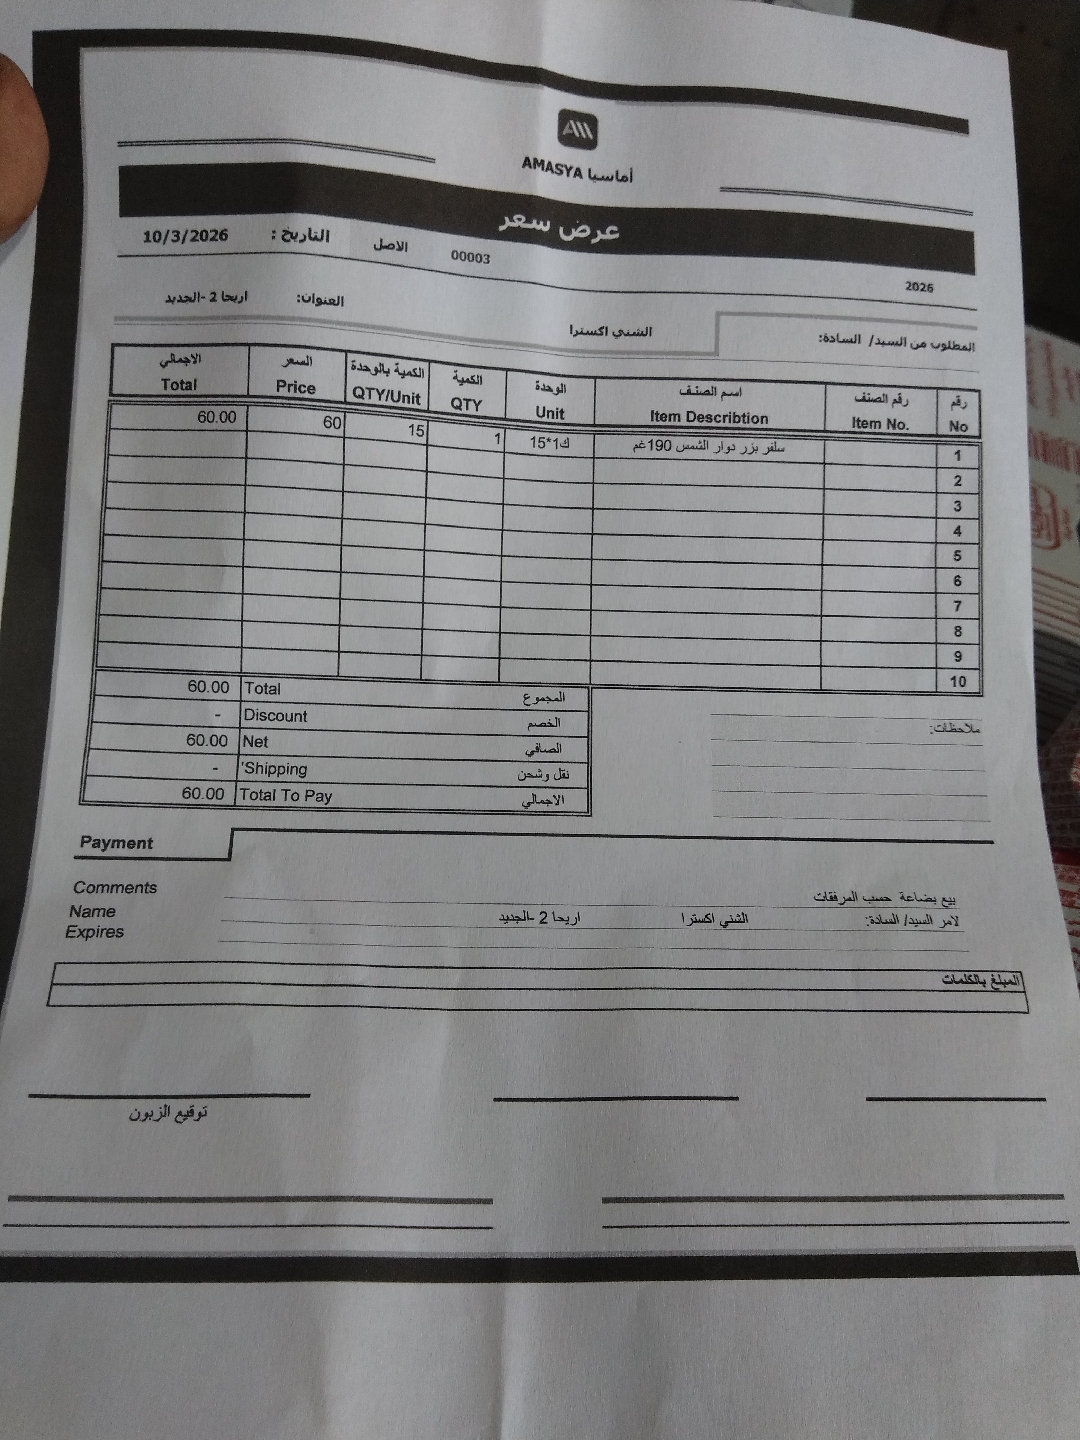 AMASYA أماسيا
عرض سعر
2026 00003 الاصل التاريخ : 10/3/2026
العنوان: اريحا 2 -الجديد
المطلوب من السيد/ السادة: الشني اكسترا
رقم رقم الصنف اسم الصنف الوحدة الكمية الكمية بالوحدة السعر الاجمالي
No Item No. Item Describtion Unit QTY QTY/Unit Price Total
1 سلفر بزر دوار الشمس 190غم ك1*15 1 15 60 60.00
2
3
4
5
6
7
8
9
10
60.00 Total المجموع
- Discount الخصم
60.00 Net الصافي
- Shipping' نقل وشحن
60.00 Total To Pay الاجمالي
ملاحظات:
Payment
Comments بيع بضاعة حسب المرفقات
Name لامر السيد/ السادة: الشني اكسترا اريحا 2 -الجديد
Expires
المبلغ بالكلمات
توقيع الزبون